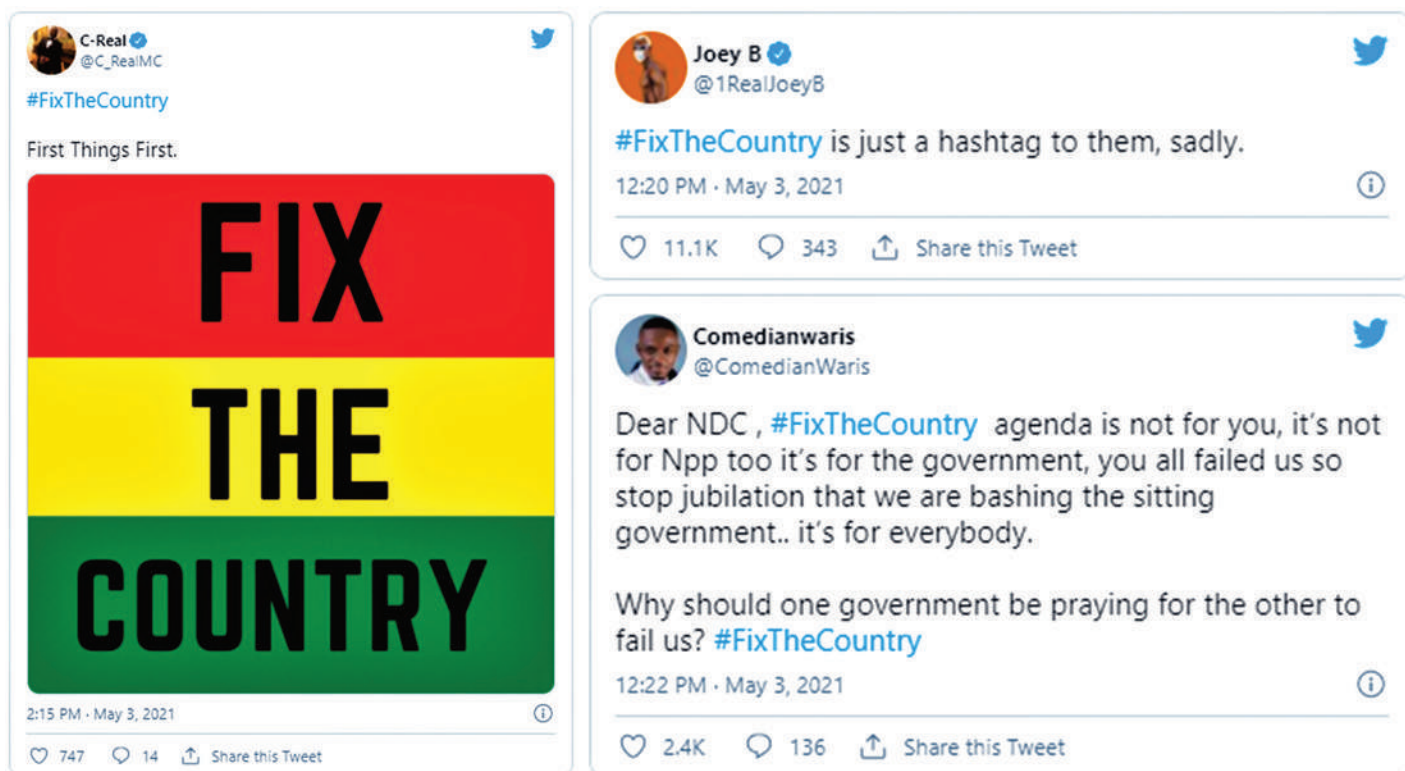 C-Real
@C_RealMC
#FixTheCountry
First Things First.
FIX
THE
COUNTRY
2:15 PM · May 3, 2021
747 14 Share this Tweet
Joey B
@1RealJoeyB
#FixTheCountry is just a hashtag to them, sadly.
12:20 PM · May 3, 2021
11.1K 343 Share this Tweet
Comedianwaris
@ComedianWaris
Dear NDC , #FixTheCountry agenda is not for you, it's not
for Npp too it's for the government, you all failed us so
stop jubilation that we are bashing the sitting
government.. it's for everybody.
Why should one government be praying for the other to
fail us? #FixTheCountry
12:22 PM · May 3, 2021
2.4K 136 Share this Tweet